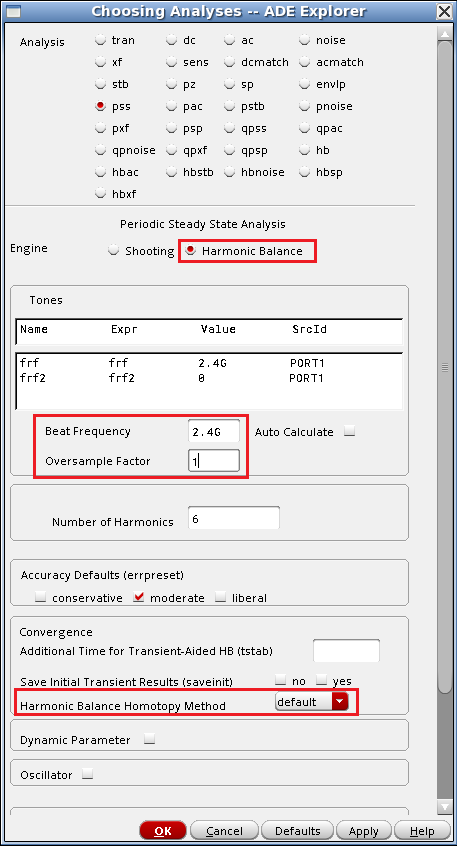 Choosing Analyses -- ADE Explorer
Analysis tran dc ac noise
xf sens dcmatch acmatch
stb pz sp envlp
pss pac pstb pnoise
pxf psp qpss qpac
qpnoise qpxf qpsp hb
hbac hbstb hbnoise hbsp
hbxf
Periodic Steady State Analysis
Engine Shooting Harmonic Balance
Tones
Name Expr Value SrcId
frf frf 2.4G PORT1
frf2 frf2 0 PORT1
Beat Frequency 2.4G Auto Calculate
Oversample Factor 1
Number of Harmonics 6
Accuracy Defaults (errpreset)
conservative moderate liberal
Convergence
Additional Time for Transient-Aided HB (tstab)
Save Initial Transient Results (saveinit) no yes
Harmonic Balance Homotopy Method default
Dynamic Parameter
Oscillator
OK Cancel Defaults Apply Help